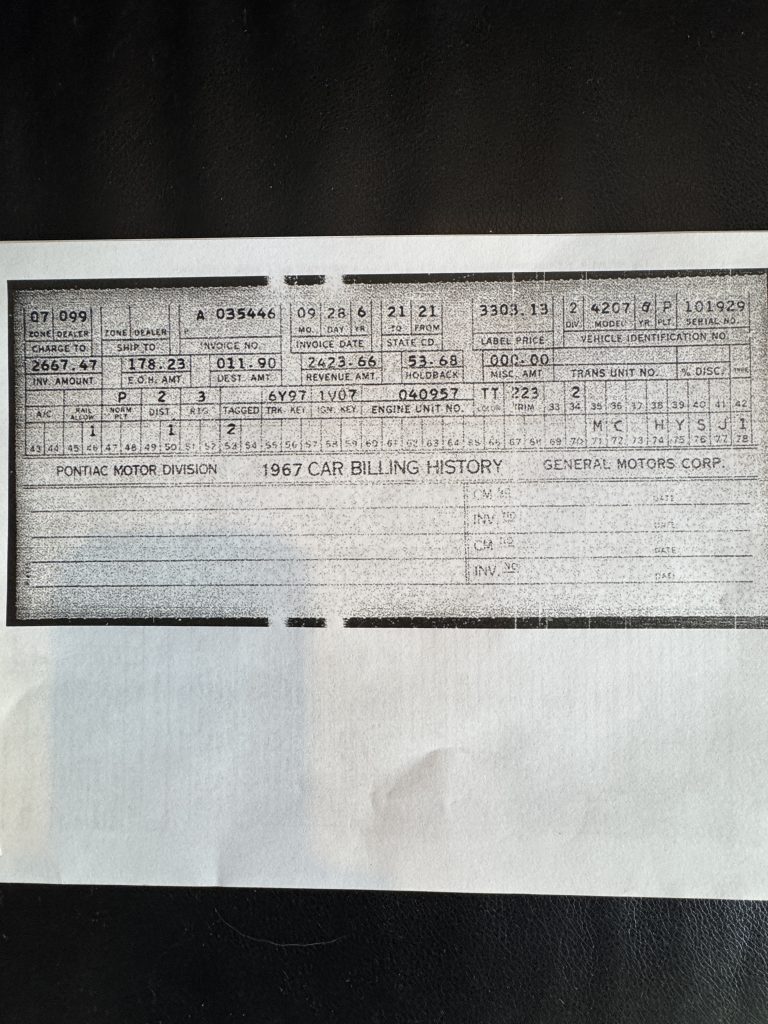 07 099 A 035446 09 28 6 21 21 3303.13 2 4207 P 101929
ZONE DEALER ZONE DEALER MO. DAY YR. TO FROM DIV. MODEL YR. PLT. SERIAL NO.
CHARGE TO SHIP TO INVOICE NO. INVOICE DATE STATE CD. LABEL PRICE VEHICLE IDENTIFICATION NO.
2667.47 178.23 011.90 2423.66 53.68 000.00
INV. AMOUNT E.O.H. AMT. DEST. AMT. REVENUE AMT. HOLDBACK MISC. AMT TRANS UNIT NO. % DISC.
P 2 3 6Y97 1V07 040957 TT 223 2
A/C RAIL ALLOW NORM PLT DIST. TAGGED TRK. KEY IGN. KEY ENGINE UNIT NO. COLOR TRIM 33 34 35 36 37 38 39 40 41 42
1 1 2 M C H Y S J 1
43 44 45 46 47 48 49 50 51 52 53 54 55 56 57 58 59 60 61 62 63 64 65 66 67 68 69 70 71 72 73 74 75 76 77 78
PONTIAC MOTOR DIVISION 1967 CAR BILLING HISTORY GENERAL MOTORS CORP.
CM NO DATE
INV. NO DATE
CM NO DATE
INV. NO DATE